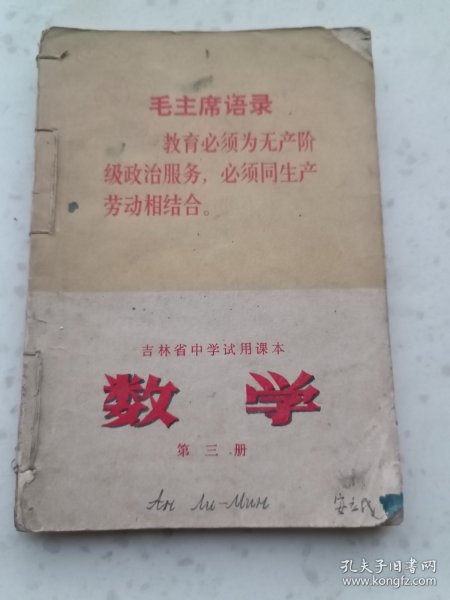 毛主席语录
教育必须为无产阶
级政治服务，必须同生产
劳动相结合。
吉林省中学试用课本
数学
第三册
Ан Ли-Мин
孔夫子旧书网
www.kongfz.com